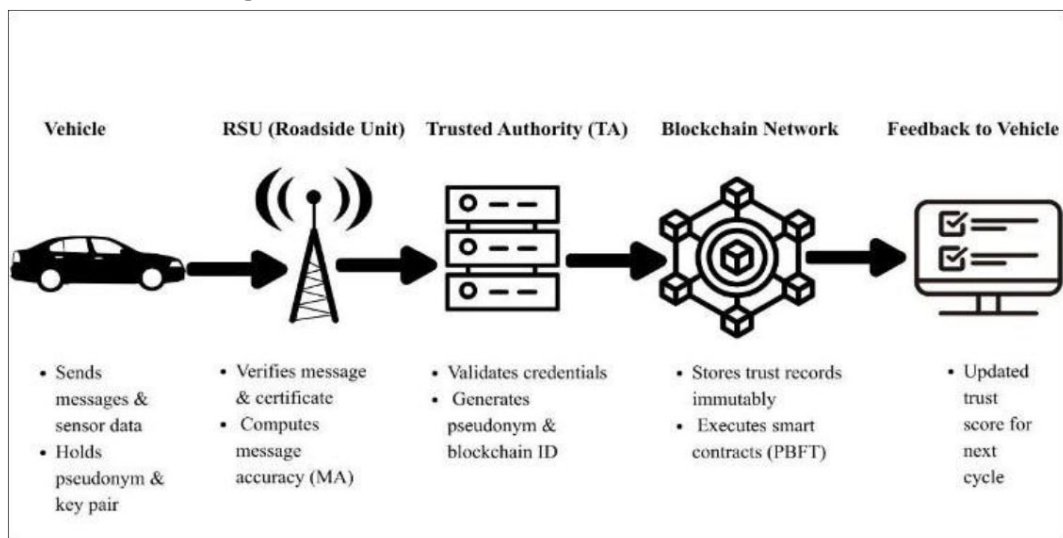 Vehicle
RSU (Roadside Unit)
Trusted Authority (TA)
Blockchain Network
Feedback to Vehicle
• Sends
messages &
sensor data
• Holds
pseudonym &
key pair
• Verifies message
& certificate
• Computes
message
accuracy (MA)
• Validates credentials
• Generates
pseudonym &
blockchain ID
• Stores trust records
immutably
• Executes smart
contracts (PBFT)
• Updated
trust
score for
next
cycle